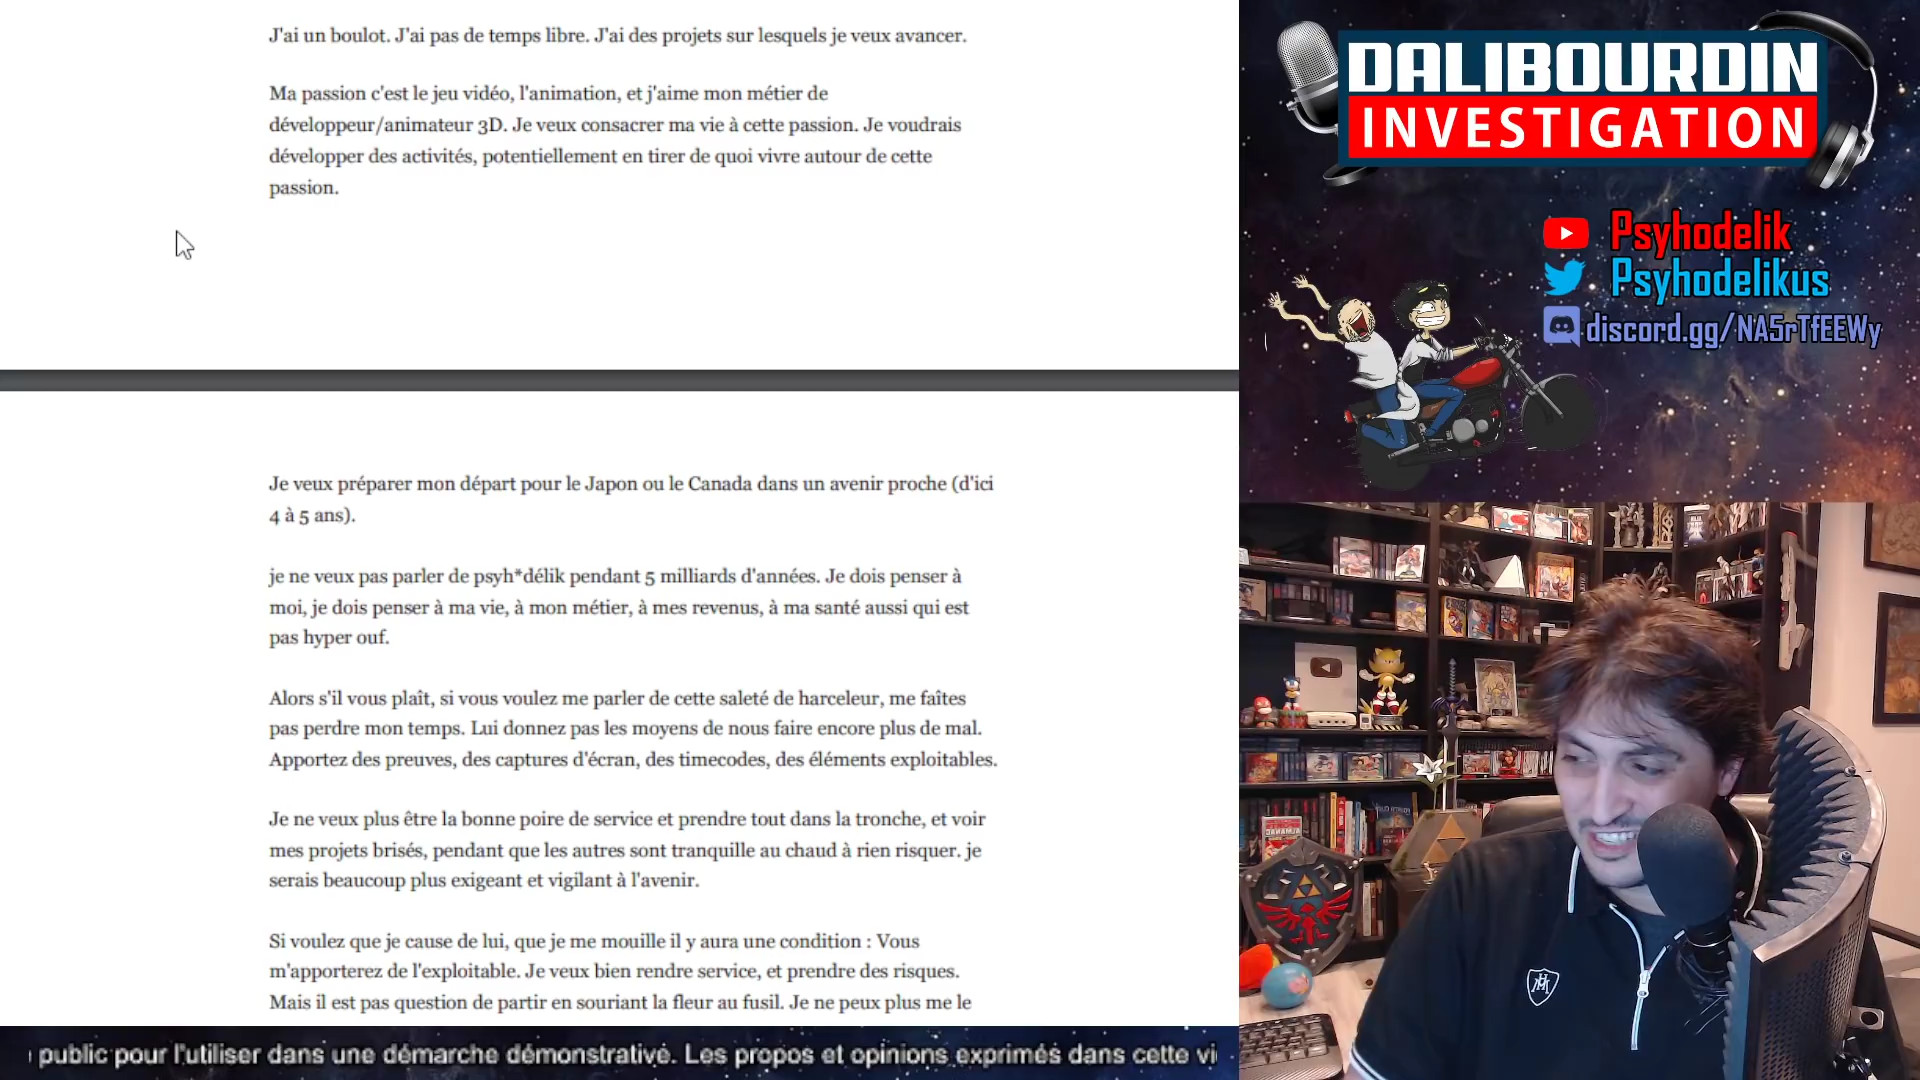 J'ai un boulot. J'ai pas de temps libre. J'ai des projets sur lesquels je veux avancer.
Ma passion c'est le jeu vidéo, l'animation, et j'aime mon métier de
développeur/animateur 3D. Je veux consacrer ma vie à cette passion. Je voudrais
développer des activités, potentiellement en tirer de quoi vivre autour de cette
passion.
Je veux préparer mon départ pour le Japon ou le Canada dans un avenir proche (d'ici
4 à 5 ans).
je ne veux pas parler de psyh*délik pendant 5 milliards d'années. Je dois penser à
moi, je dois penser à ma vie, à mon métier, à mes revenus, à ma santé aussi qui est
pas hyper ouf.
Alors s'il vous plaît, si vous voulez me parler de cette saleté de harceleur, me faîtes
pas perdre mon temps. Lui donnez pas les moyens de nous faire encore plus de mal.
Apportez des preuves, des captures d'écran, des timecodes, des éléments exploitables.
Je ne veux plus être la bonne poire de service et prendre tout dans la tronche, et voir
mes projets brisés, pendant que les autres sont tranquille au chaud à rien risquer. je
serais beaucoup plus exigeant et vigilant à l'avenir.
Si voulez que je cause de lui, que je me mouille il y aura une condition : Vous
m'apporterez de l'exploitable. Je veux bien rendre service, et prendre des risques.
Mais il est pas question de partir en souriant la fleur au fusil. Je ne peux plus me le
public pour l'utiliser dans une démarche démonstrative. Les propos et opinions exprimés dans cette vi
DALIBOURDIN
INVESTIGATION
Psyhodelik
Psyhodelikus
discord.gg/NA5rTfEEWy